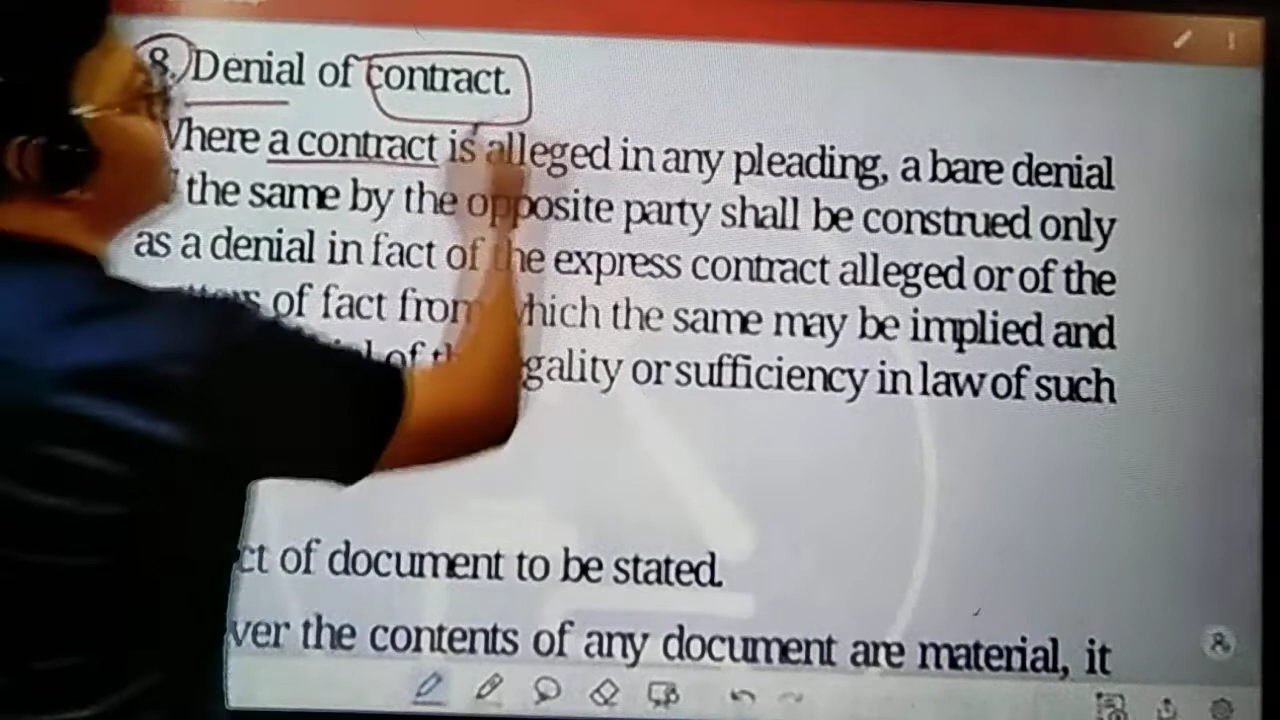 8. Denial of contract.
Where a contract is alleged in any pleading, a bare denial
the same by the opposite party shall be construed only
as a denial in fact of the express contract alleged or of the
of fact from which the same may be implied and
of the gality or sufficiency in law of such
ct of document to be stated.
ver the contents of any document are material, it